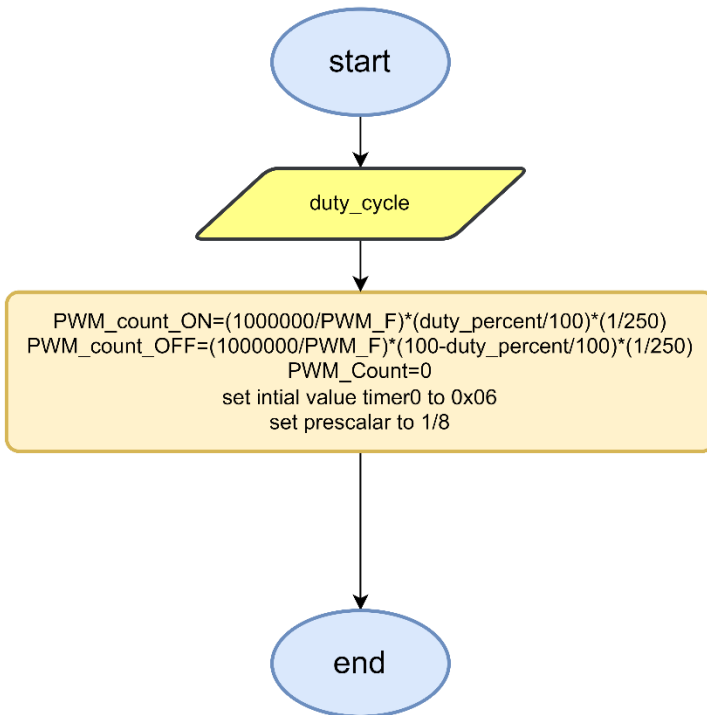 start
duty_cycle
PWM_count_ON=(1000000/PWM_F)*(duty_percent/100)*(1/250)
PWM_count_OFF=(1000000/PWM_F)*(100-duty_percent/100)*(1/250)
PWM_Count=0
set intial value timer0 to 0x06
set prescalar to 1/8
end